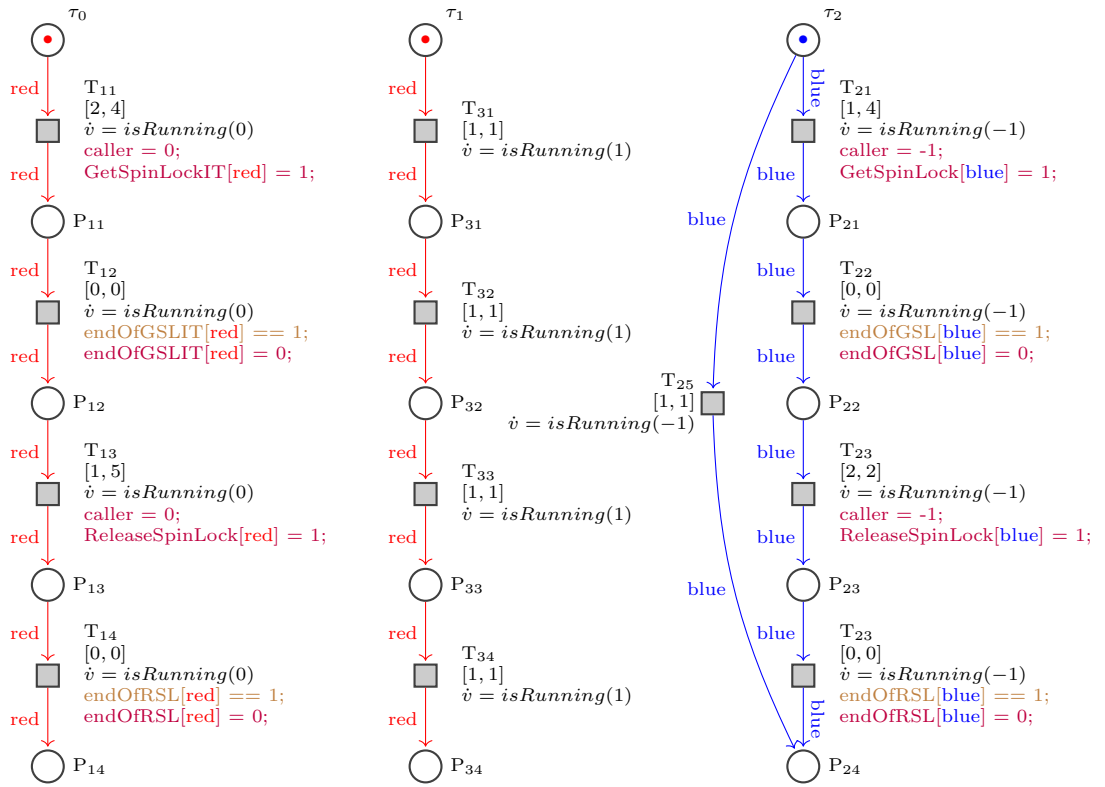 τ₀
red
T₁₁
[2, 4]
v̇ = isRunning(0)
caller = 0;
GetSpinLockIT[red] = 1;
red
P₁₁
red
T₁₂
[0, 0]
v̇ = isRunning(0)
endOfGSLIT[red] == 1;
endOfGSLIT[red] = 0;
red
P₁₂
red
T₁₃
[1, 5]
v̇ = isRunning(0)
caller = 0;
ReleaseSpinLock[red] = 1;
red
P₁₃
red
T₁₄
[0, 0]
v̇ = isRunning(0)
endOfRSL[red] == 1;
endOfRSL[red] = 0;
red
P₁₄
τ₁
red
T₃₁
[1, 1]
v̇ = isRunning(1)
red
P₃₁
red
T₃₂
[1, 1]
v̇ = isRunning(1)
red
P₃₂
red
T₃₃
[1, 1]
v̇ = isRunning(1)
red
P₃₃
red
T₃₄
[1, 1]
v̇ = isRunning(1)
red
P₃₄
τ₂
blue
T₂₁
[1, 4]
v̇ = isRunning(−1)
caller = -1;
GetSpinLock[blue] = 1;
blue
P₂₁
blue
blue
T₂₂
[0, 0]
v̇ = isRunning(−1)
endOfGSL[blue] == 1;
endOfGSL[blue] = 0;
blue
T₂₅
[1, 1]
v̇ = isRunning(−1)
P₂₂
blue
T₂₃
[2, 2]
v̇ = isRunning(−1)
caller = -1;
ReleaseSpinLock[blue] = 1;
blue
blue
P₂₃
blue
T₂₃
[0, 0]
v̇ = isRunning(−1)
endOfRSL[blue] == 1;
endOfRSL[blue] = 0;
blue
P₂₄